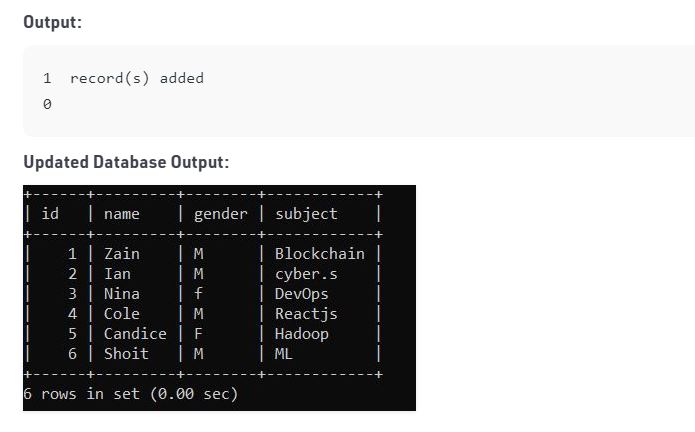 Output:
1  record(s) added
0
Updated Database Output:
+------+---------+--------+------------+
| id   | name    | gender | subject    |
+------+---------+--------+------------+
|    1 | Zain    | M      | Blockchain |
|    2 | Ian     | M      | cyber.s    |
|    3 | Nina    | f      | DevOps     |
|    4 | Cole    | M      | Reactjs    |
|    5 | Candice | F      | Hadoop     |
|    6 | Shoit   | M      | ML         |
+------+---------+--------+------------+
6 rows in set (0.00 sec)